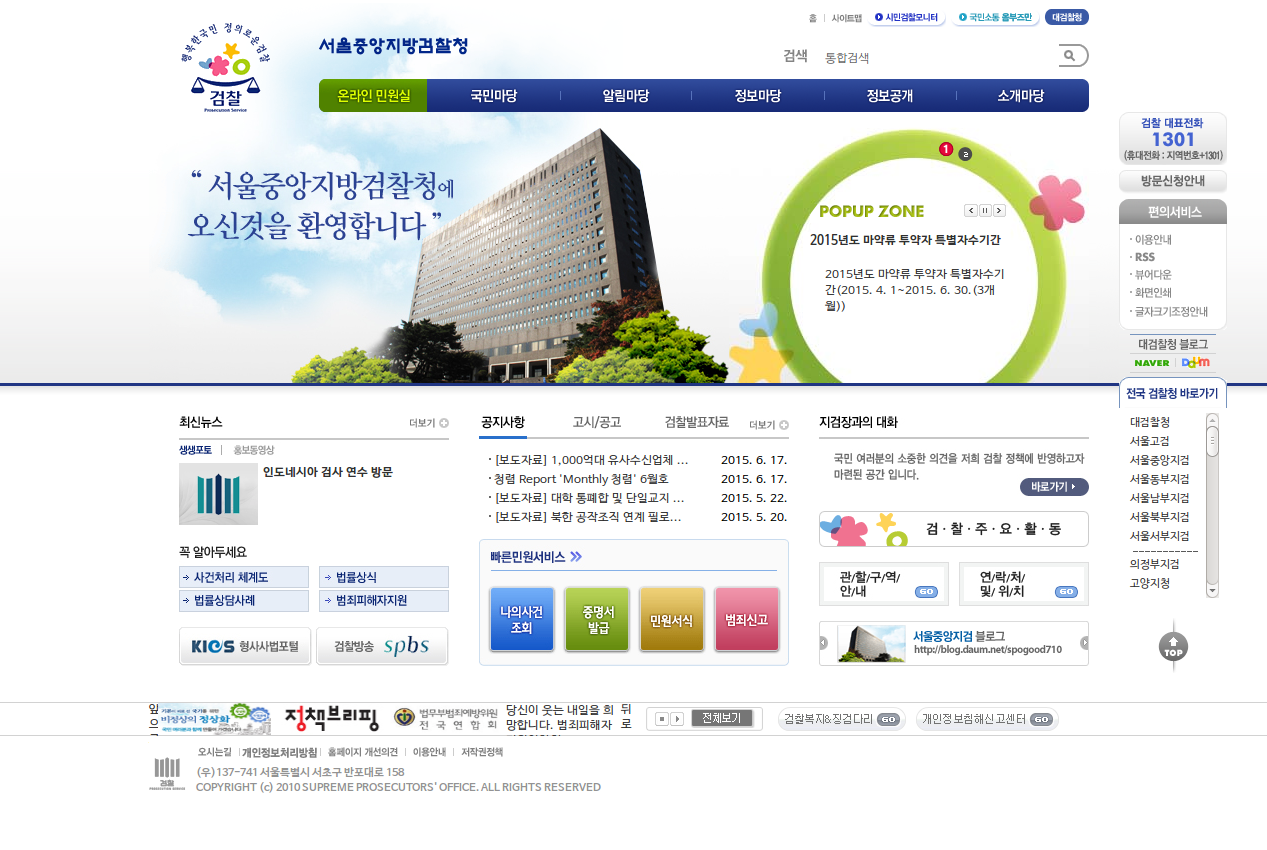 행복한국민 정의로운검찰
검찰
Prosecution Service
서울중앙지방검찰청
홈
사이트맵
시민검찰모니터
국민소통 옴부즈만
대검찰청
검색
통합검색
온라인 민원실
국민마당
알림마당
정보마당
정보공개
소개마당
“ 서울중앙지방검찰청에
오신것을 환영합니다 ”
1 2
POPUP ZONE
2015년도 마약류 투약자 특별자수기간
2015년도 마약류 투약자 특별자수기
간(2015. 4. 1~2015. 6. 30. (3개
월))
검찰 대표전화
1301
(휴대전화 : 지역번호+1301)
방문신청안내
편의서비스
· 이용안내
· RSS
· 뷰어다운
· 화면인쇄
· 글자크기조정안내
대검찰청 블로그
NAVER
Daum
전국 검찰청 바로가기
대검찰청
서울고검
서울중앙지검
서울동부지검
서울남부지검
서울북부지검
서울서부지검
-----------
의정부지검
고양지청
TOP
최신뉴스
더보기
생생포토
홍보동영상
인도네시아 검사 연수 방문
꼭 알아두세요
사건처리 체계도
법률상식
법률상담사례
범죄피해자지원
KICS 형사사법포털
검찰방송 spbs
공지사항
고시/공고
검찰발표자료
더보기
· [보도자료] 1,000억대 유사수신업체 ... 2015. 6. 17.
· 청렴 Report 'Monthly 청렴' 6월호 2015. 6. 17.
· [보도자료] 대학 통폐합 및 단일교지 ... 2015. 5. 22.
· [보도자료] 북한 공작조직 연계 필로... 2015. 5. 20.
빠른민원서비스
나의사건
조회
증명서
발급
민원서식
범죄신고
지검장과의 대화
국민 여러분의 소중한 의견을 저희 검찰 정책에 반영하고자
마련된 공간 입니다.
바로가기
검·찰·주·요·활·동
관/할/구/역/
안/내
GO
연/락/처/
및/ 위/치
GO
서울중앙지검 블로그
http://blog.daum.net/spogood710
앞
으
비정상의 정상화
정책브리핑
법무부범죄예방위원
전국연합회
당신이 웃는 내일을 희
망합니다. 범죄피해자
뒤
로
전체보기
검찰복지&징검다리 GO
개인정보침해신고센터 GO
오시는길
개인정보처리방침
홈페이지 개선의견
이용안내
저작권정책
검찰
PROSECUTION SERVICE
(우)137-741 서울특별시 서초구 반포대로 158
COPYRIGHT (c) 2010 SUPREME PROSECUTORS' OFFICE. ALL RIGHTS RESERVED